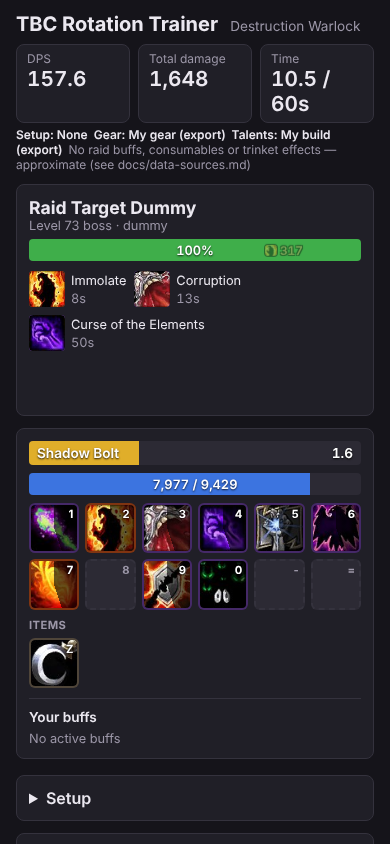 TBC Rotation Trainer Destruction Warlock
DPS
157.6
Total damage
1,648
Time
10.5 /
60s
Setup: None Gear: My gear (export) Talents: My build
(export) No raid buffs, consumables or trinket effects —
approximate (see docs/data-sources.md)
Raid Target Dummy
Level 73 boss · dummy
100%
317
Immolate
8s
Corruption
13s
Curse of the Elements
50s
Shadow Bolt 1.6
7,977 / 9,429
1 2 3 4 5 6
7 8 9 0 - =
ITEMS
Z
Your buffs
No active buffs
Setup